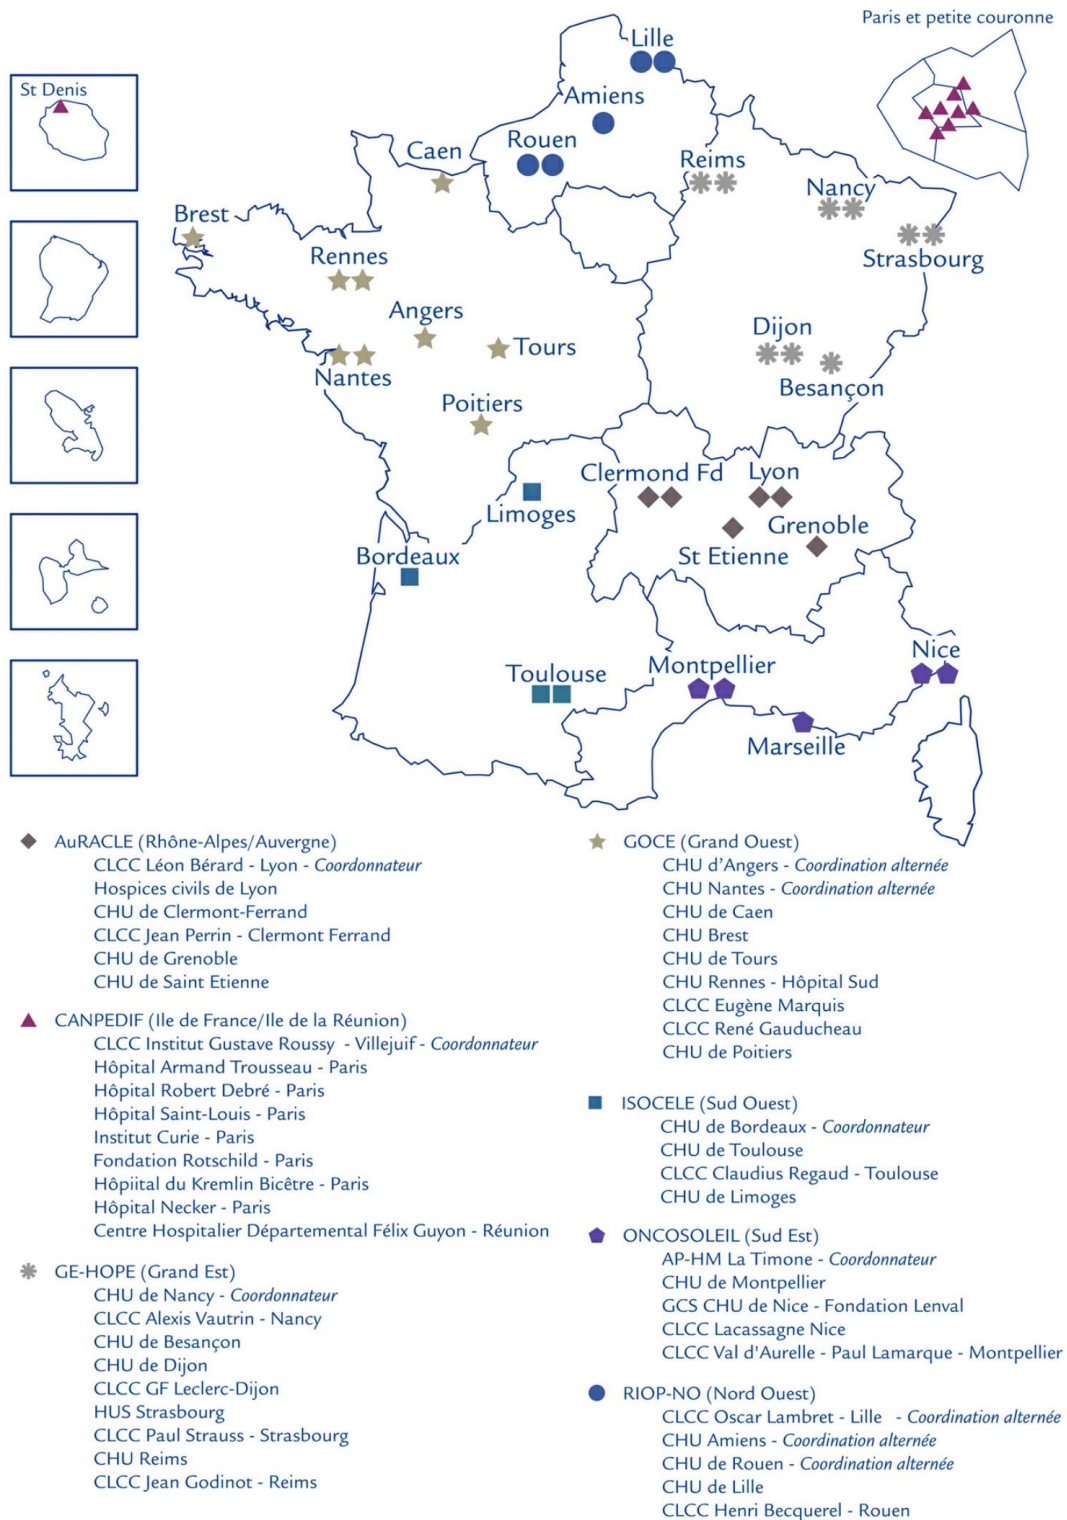 Paris et petite couronne
St Denis
Lille
Amiens
Rouen
Caen
Reims
Nancy
Brest
Strasbourg
Rennes
Angers
Dijon
Tours
Nantes
Besançon
Poitiers
Clermond Fd
Lyon
Limoges
Grenoble
St Etienne
Bordeaux
Nice
Montpellier
Toulouse
Marseille
AuRACLE (Rhône-Alpes/Auvergne)
CLCC Léon Bérard - Lyon - Coordonnateur
Hospices civils de Lyon
CHU de Clermont-Ferrand
CLCC Jean Perrin - Clermont Ferrand
CHU de Grenoble
CHU de Saint Etienne
CANPEDIF (Ile de France/Ile de la Réunion)
CLCC Institut Gustave Roussy - Villejuif - Coordonnateur
Hôpital Armand Trousseau - Paris
Hôpital Robert Debré - Paris
Hôpital Saint-Louis - Paris
Institut Curie - Paris
Fondation Rotschild - Paris
Hôpiital du Kremlin Bicêtre - Paris
Hôpital Necker - Paris
Centre Hospitalier Départemental Félix Guyon - Réunion
GE-HOPE (Grand Est)
CHU de Nancy - Coordonnateur
CLCC Alexis Vautrin - Nancy
CHU de Besançon
CHU de Dijon
CLCC GF Leclerc-Dijon
HUS Strasbourg
CLCC Paul Strauss - Strasbourg
CHU Reims
CLCC Jean Godinot - Reims
GOCE (Grand Ouest)
CHU d'Angers - Coordination alternée
CHU Nantes - Coordination alternée
CHU de Caen
CHU Brest
CHU de Tours
CHU Rennes - Hôpital Sud
CLCC Eugène Marquis
CLCC René Gauducheau
CHU de Poitiers
ISOCELE (Sud Ouest)
CHU de Bordeaux - Coordonnateur
CHU de Toulouse
CLCC Claudius Regaud - Toulouse
CHU de Limoges
ONCOSOLEIL (Sud Est)
AP-HM La Timone - Coordonnateur
CHU de Montpellier
GCS CHU de Nice - Fondation Lenval
CLCC Lacassagne Nice
CLCC Val d'Aurelle - Paul Lamarque - Montpellier
RIOP-NO (Nord Ouest)
CLCC Oscar Lambret - Lille - Coordination alternée
CHU Amiens - Coordination alternée
CHU de Rouen - Coordination alternée
CHU de Lille
CLCC Henri Becquerel - Rouen